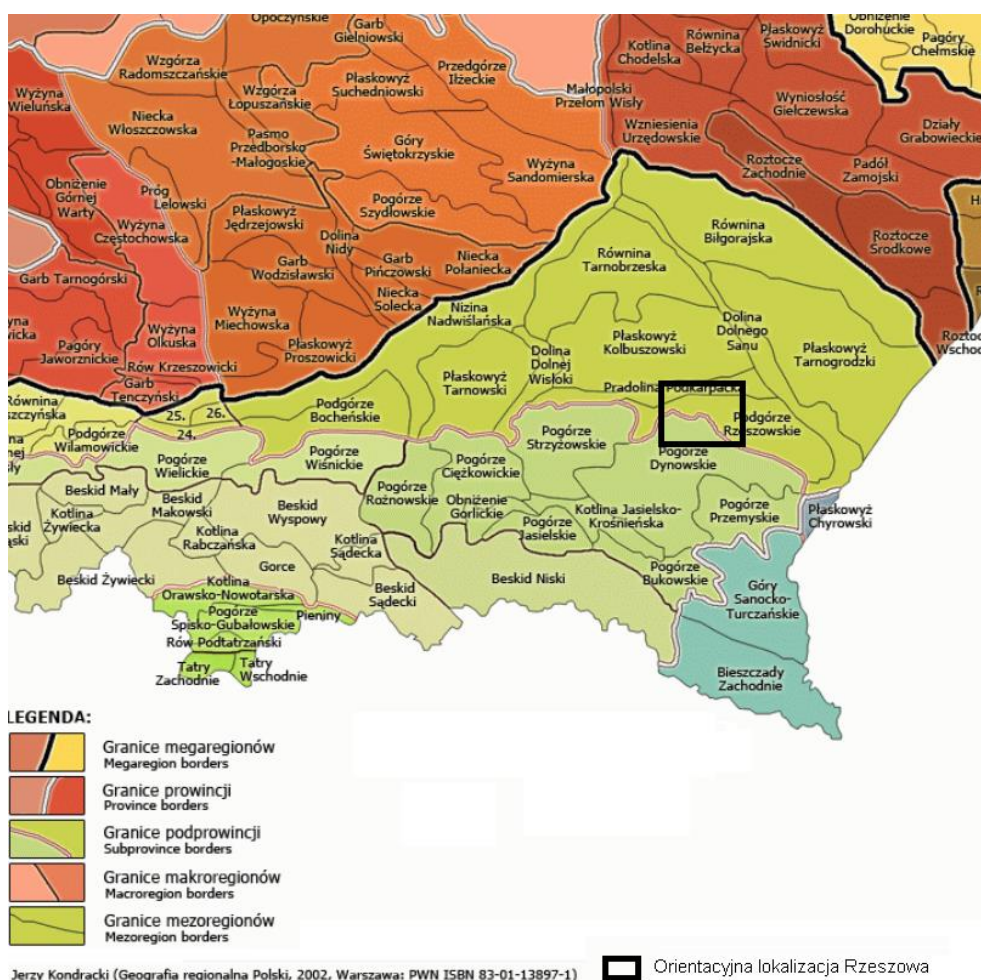 Opoczyńskie
Garb
Gielniowski
Obniżenie
Dorohuckie
Pagóry
Chełmskie
Wzgórza
Radomszczańskie
Wzgórza
Łopuszańskie
Płaskowyż
Suchedniowski
Przedgórze
Iłżeckie
Kotlina
Chodelska
Równina
Bełżycka
Płaskowyż
Świdnicki
Wyżyna
Wieluńska
Niecka
Włoszczowska
Pasmo
Przedborsko
-Małogoskie
Góry
Świętokrzyskie
Małopolski
Przełom Wisły
Wzniesienia
Urzędowskie
Wyniosłość
Giełczewska
Działy
Grabowieckie
Wyżyna
Sandomierska
Roztocze
Zachodnie
Padół
Zamojski
Obniżenie
Górnej
Warty
Próg
Lelowski
Wyżyna
Częstochowska
Płaskowyż
Jędrzejowski
Pogórze
Szydłowskie
Dolina
Nidy
Równina
Biłgorajska
Roztocze
Środkowe
Garb Tarnogórski
Garb
Wodzisławski
Garb
Pińczowski
Niecka
Połaniecka
Równina
Tarnobrzeska
Niecka
Solecka
Nizina
Nadwiślańska
Wyżyna
Miechowska
Wyżyna
Olkuska
Pagóry
Jaworznickie
Rów Krzeszowicki
Płaskowyż
Proszowicki
Płaskowyż
Kolbuszowski
Dolina
Dolnego
Sanu
Płaskowyż
Tarnogrodzki
Roztoc
Wscho
Garb
Tenczyński
Płaskowyż
Tarnowski
Dolina
Dolnej
Wisłoki
Pradolina Podkarpacka
Równina
szczyńska
25.
26.
24.
Podgórze
Bocheńskie
Podgórze
Rzeszowskie
Podgórze
Wilamowickie
Pogórze
Wielickie
Pogórze
Wiśnickie
Pogórze
Strzyżowskie
Pogórze
Dynowskie
Pogórze
Ciężkowickie
Beskid Mały
Beskid
Makowski
Beskid
Wyspowy
Pogórze
Rożnowskie
Obniżenie
Gorlickie
Kotlina Jasielsko-
Krośnieńska
Pogórze
Przemyskie
Płaskowyż
Chyrowski
Kotlina
Żywiecka
Kotlina
Rabczańska
Kotlina
Sądecka
Pogórze
Jasielskie
Beskid Żywiecki
Gorce
Beskid
Sądecki
Beskid Niski
Pogórze
Bukowskie
Góry
Sanocko-
Turczańskie
Kotlina
Orawsko-Nowotarska
Pogórze
Spisko-Gubałowskie
Pieniny
Rów Podtatrzański
Tatry
Zachodnie
Tatry
Wschodnie
Bieszczady
Zachodnie
LEGENDA:
Granice megaregionów
Megaregion borders
Granice prowincji
Province borders
Granice podprowincji
Subprovince borders
Granice makroregionów
Macroregion borders
Granice mezoregionów
Mezoregion borders
Jerzy Kondracki (Geografia regionalna Polski, 2002, Warszawa: PWN ISBN 83-01-13897-1)
Orientacyjna lokalizacja Rzeszowa